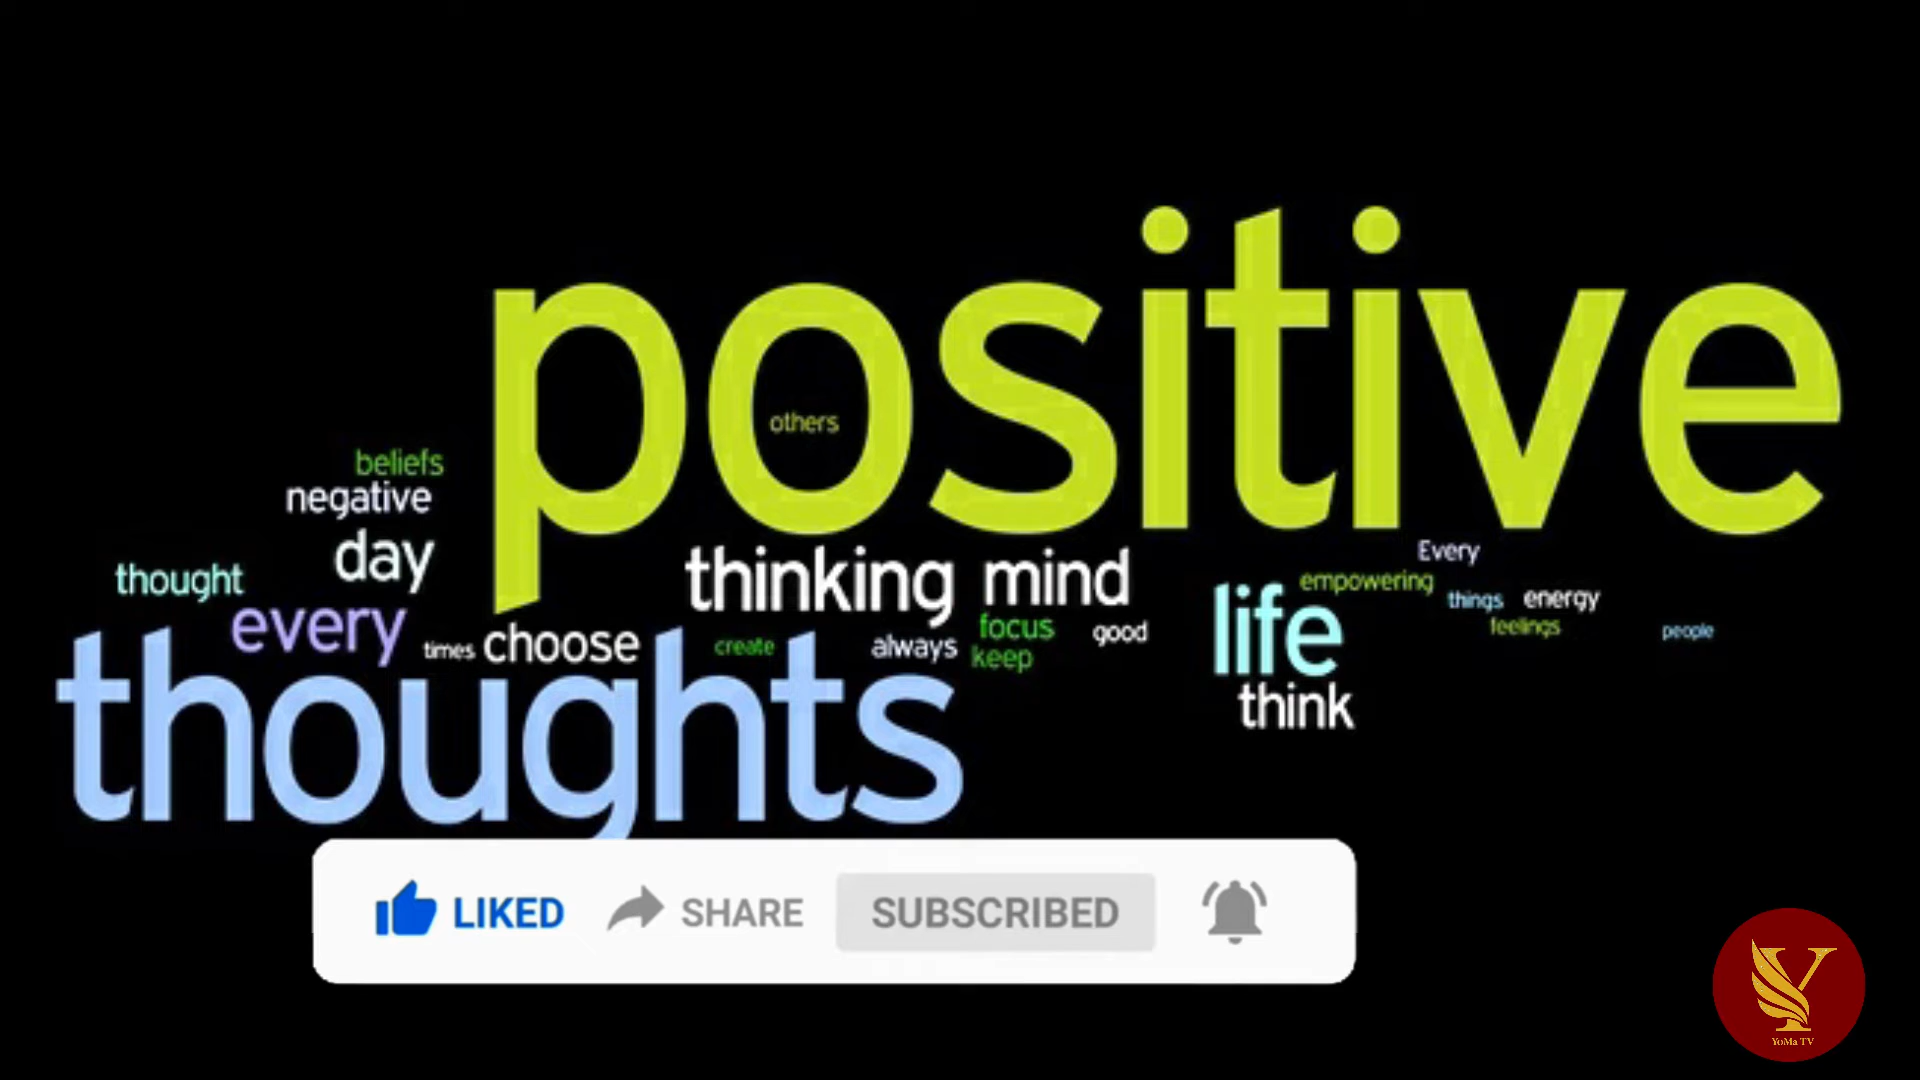 positive
others
beliefs
negative
day
thought
every
times
choose
thinking
mind
create
always
focus
keep
good
life
think
Every
empowering
things
energy
feelings
people
thoughts
LIKED SHARE SUBSCRIBED
Y
YoMa TV